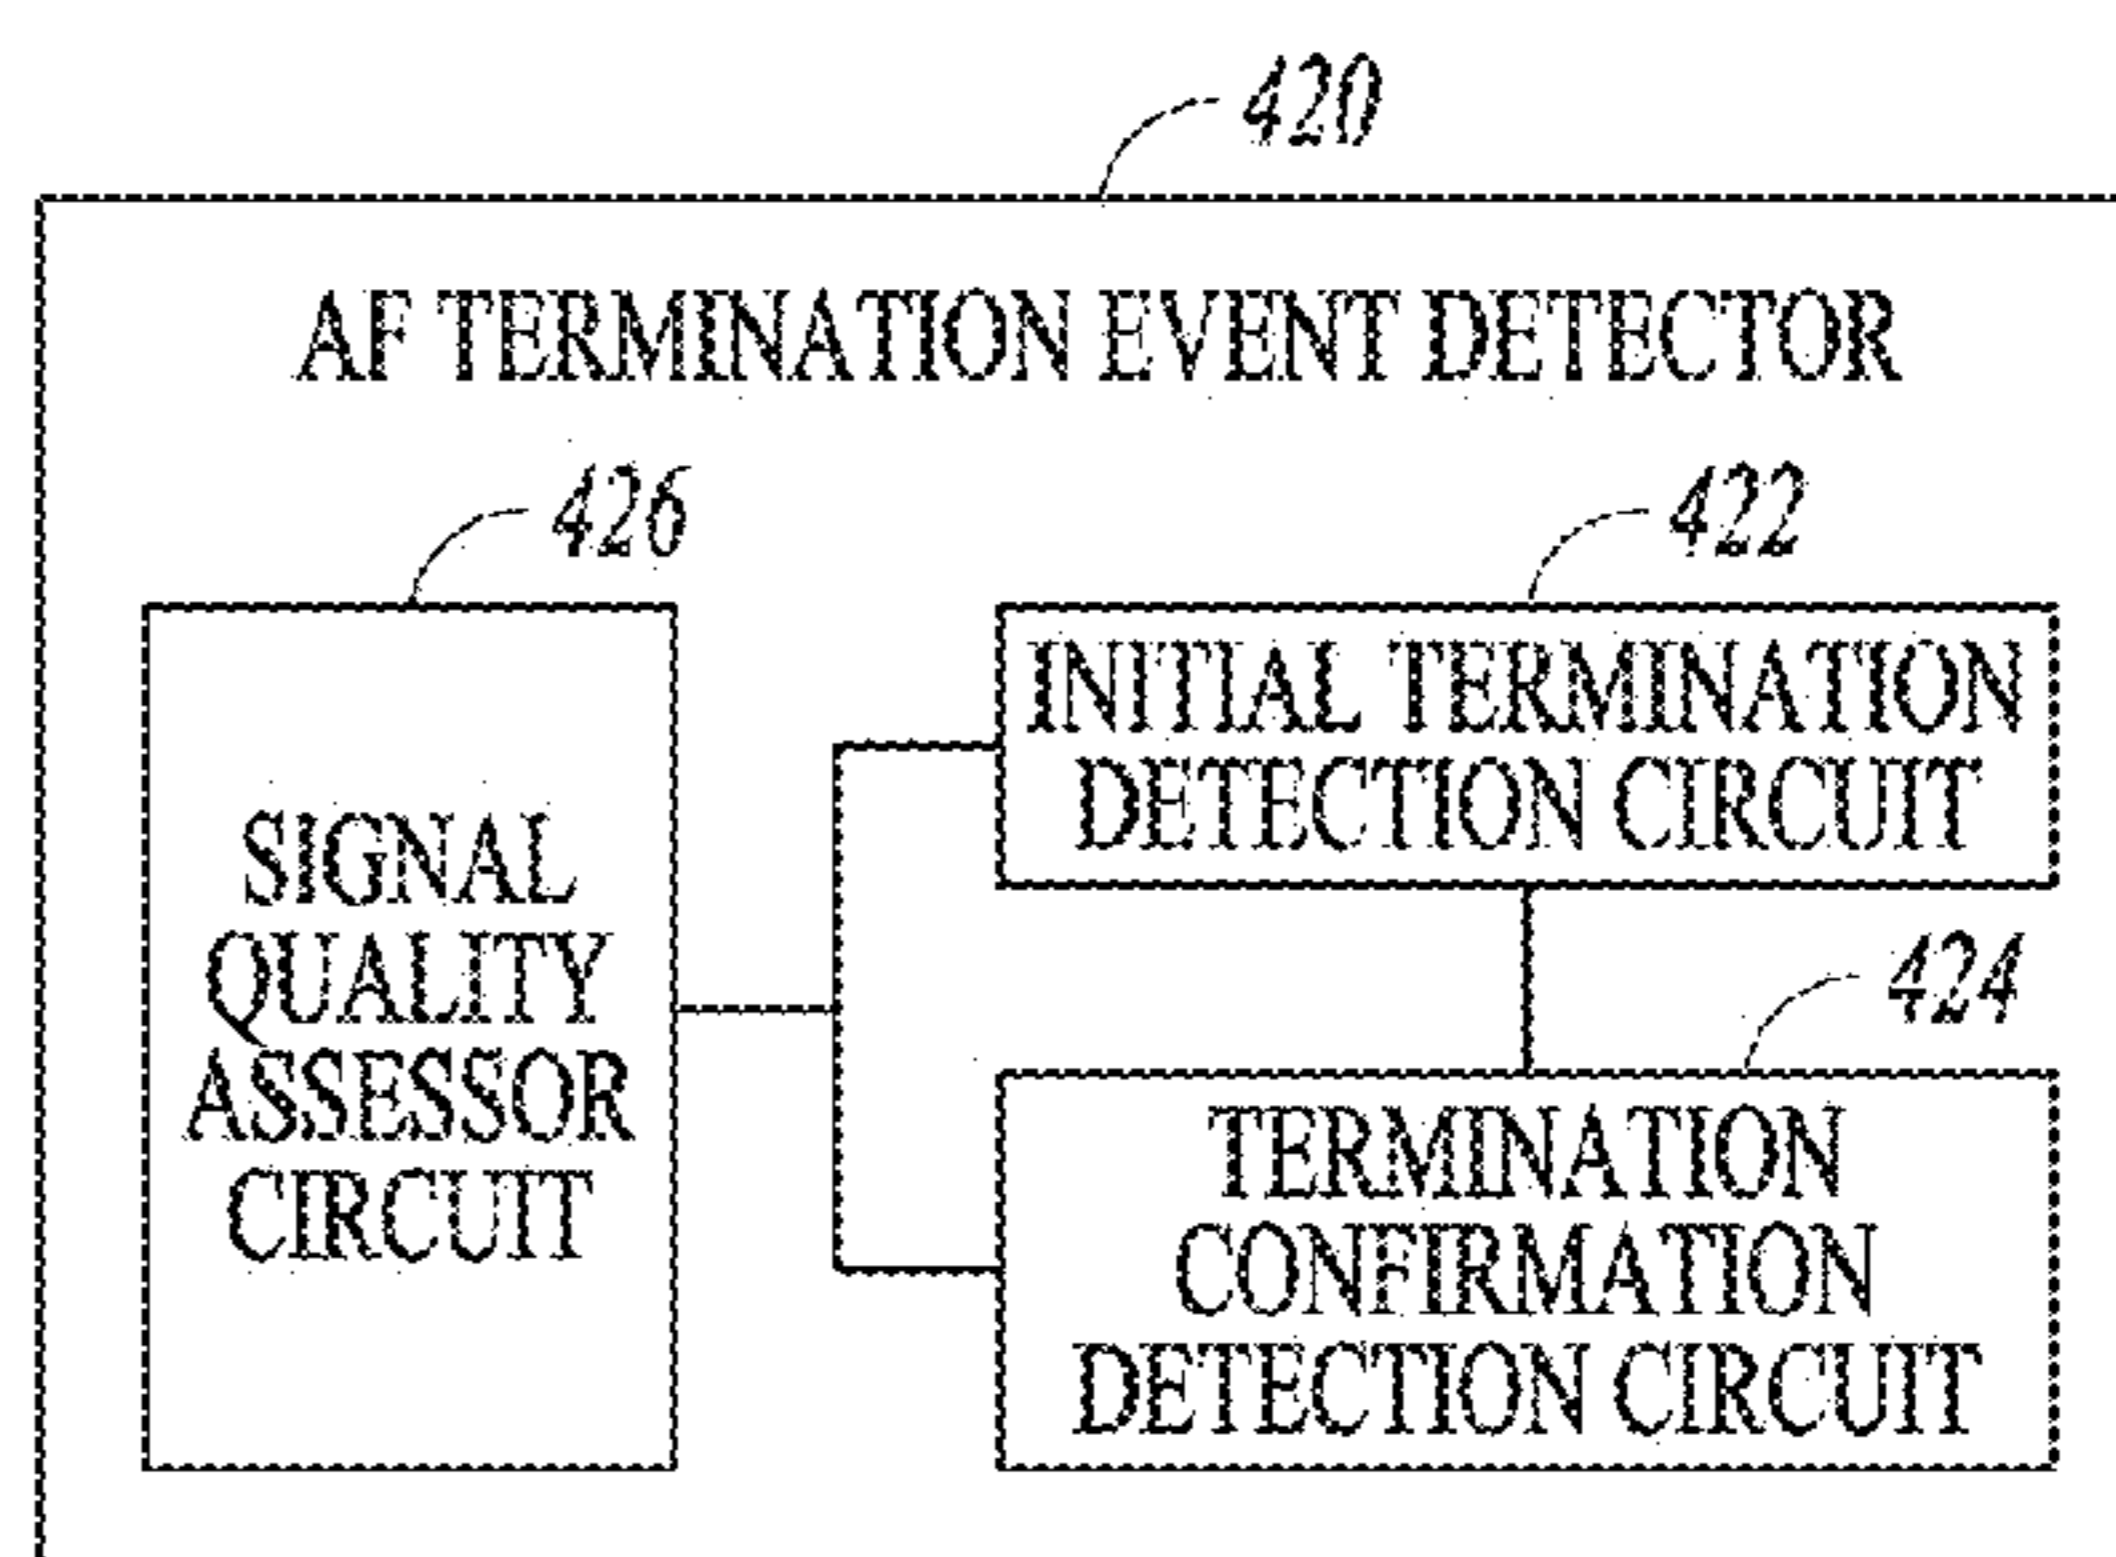 420
AF TERMINATION EVENT DETECTOR
426
422
SIGNAL
QUALITY
ASSESSOR
CIRCUIT
INITIAL TERMINATION
DETECTION CIRCUIT
424
TERMINATION
CONFIRMATION
DETECTION CIRCUIT